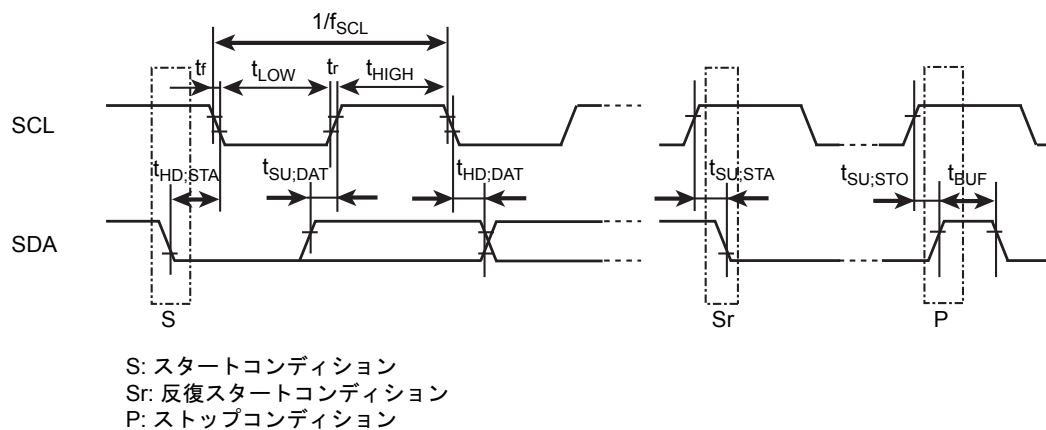 1/fSCL
tf tLOW tr tHIGH
SCL
tHD;STA tSU;DAT tHD;DAT tSU;STA tSU;STO tBUF
SDA
S Sr P
S: スタートコンディション
Sr: 反復スタートコンディション
P: ストップコンディション